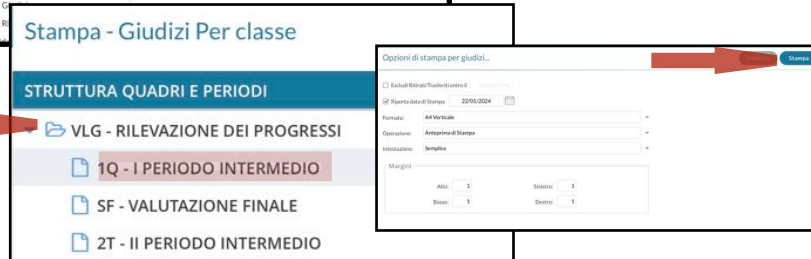 Stampa - Giudizi Per classe
STRUTTURA QUADRI E PERIODI
VLG - RILEVAZIONE DEI PROGRESSI
1Q - I PERIODO INTERMEDIO
SF - VALUTAZIONE FINALE
2T - II PERIODO INTERMEDIO
Opzioni di stampa per giudizi...
Stampa
Escludi Ritirati/Trasferiti entro il
Riporta data di Stampa 22/01/2024
Formato: A4 Verticale
Operazione: Anteprima di Stampa
Intestazione: Semplice
Margini
Alto: 1 Sinistro: 1
Basso: 1 Destro: 1